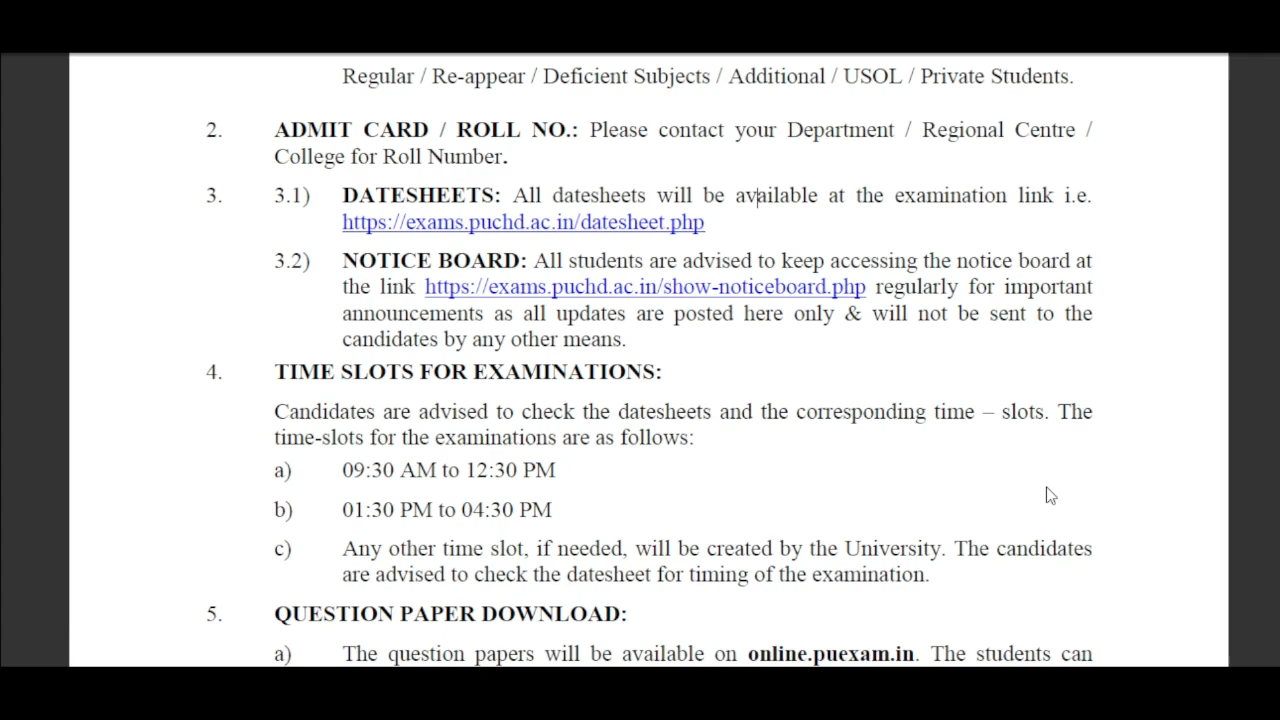 Regular / Re-appear / Deficient Subjects / Additional / USOL / Private Students.
2. ADMIT CARD / ROLL NO.: Please contact your Department / Regional Centre /
College for Roll Number.
3. 3.1) DATESHEETS: All datesheets will be available at the examination link i.e.
https://exams.puchd.ac.in/datesheet.php
3.2) NOTICE BOARD: All students are advised to keep accessing the notice board at
the link https://exams.puchd.ac.in/show-noticeboard.php regularly for important
announcements as all updates are posted here only & will not be sent to the
candidates by any other means.
4. TIME SLOTS FOR EXAMINATIONS:
Candidates are advised to check the datesheets and the corresponding time – slots. The
time-slots for the examinations are as follows:
a) 09:30 AM to 12:30 PM
b) 01:30 PM to 04:30 PM
c) Any other time slot, if needed, will be created by the University. The candidates
are advised to check the datesheet for timing of the examination.
5. QUESTION PAPER DOWNLOAD:
a) The question papers will be available on online.puexam.in. The students can